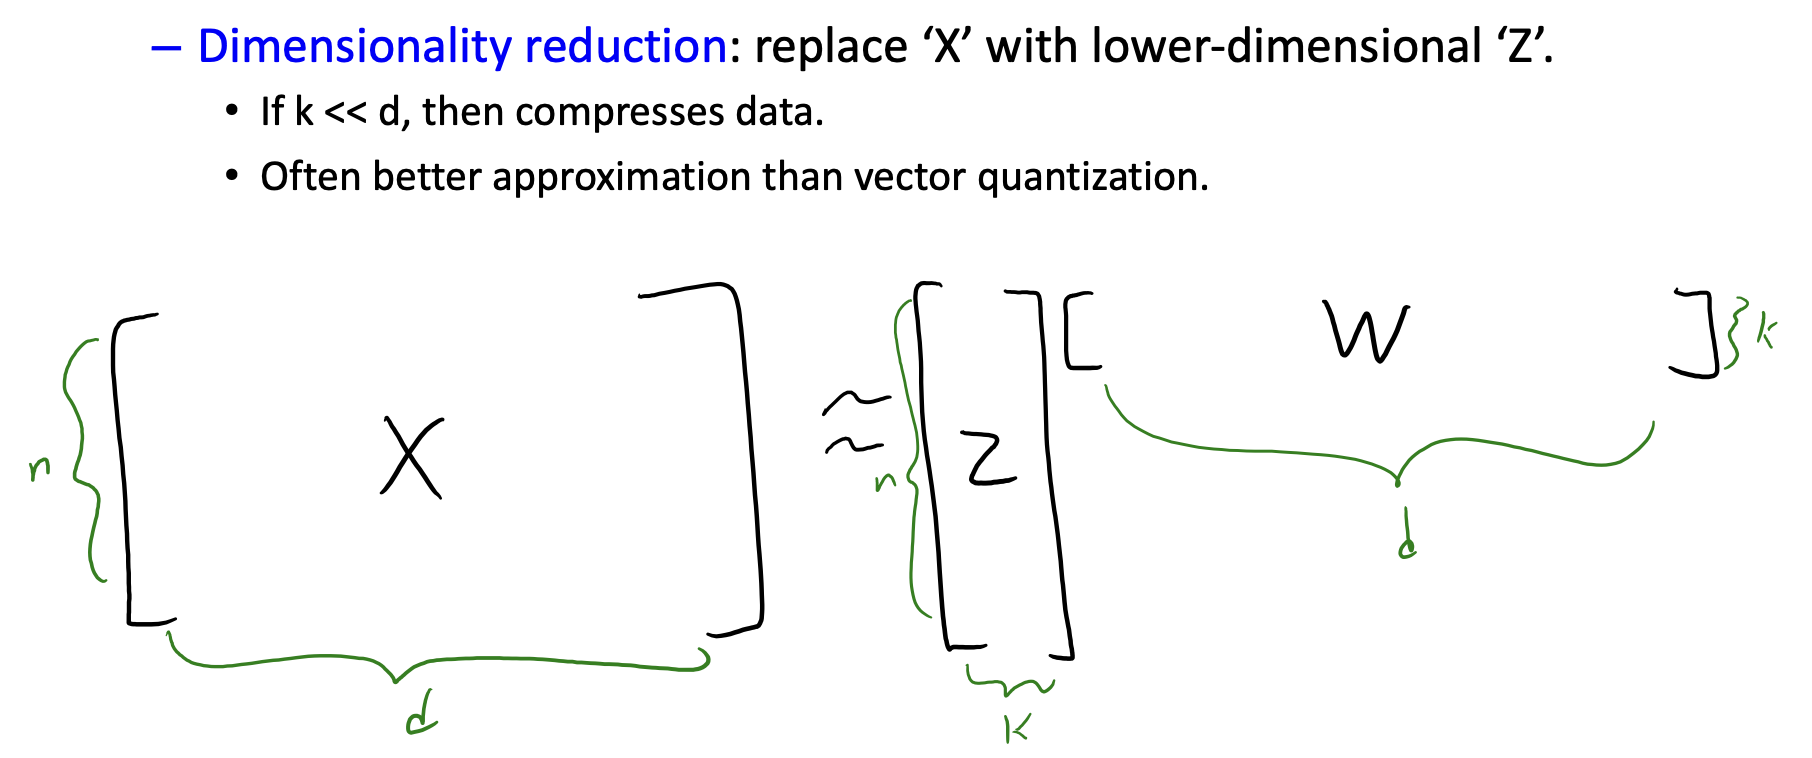 – Dimensionality reduction: replace ‘X’ with lower-dimensional ‘Z’.
• If k << d, then compresses data.
• Often better approximation than vector quantization.
n [ X ] ≈ n [ Z ] [ W ] } k
d k d